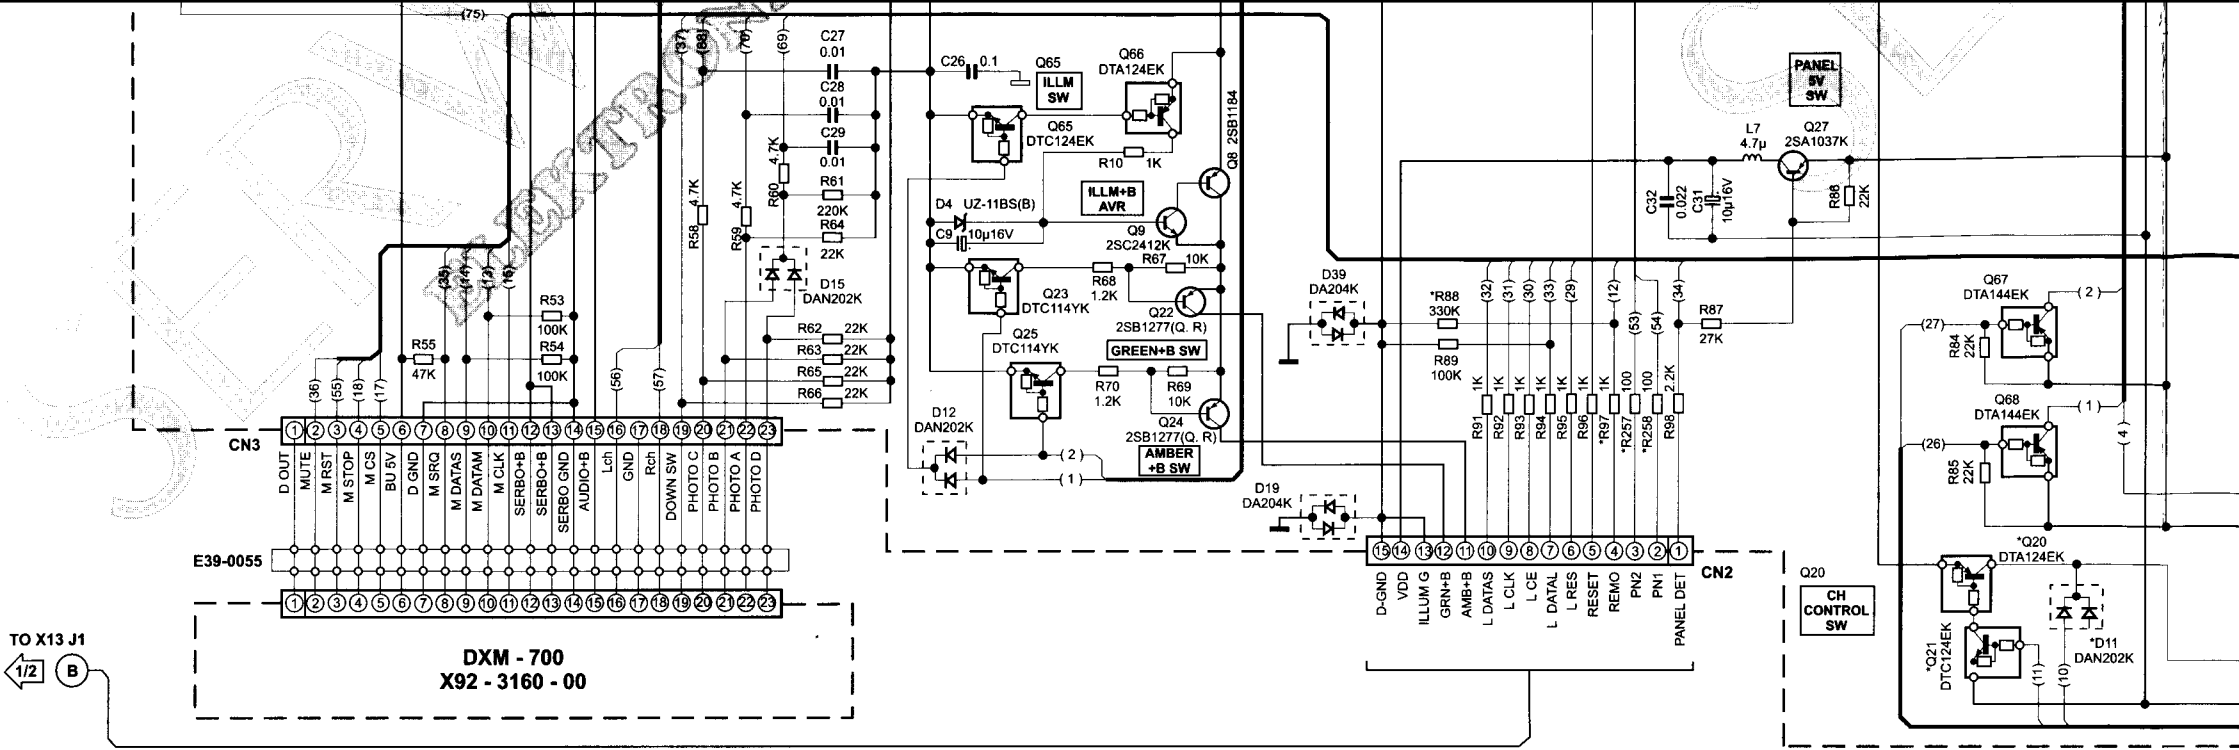 (75)
(37)
(88)
(70)
(69)
C27
0.01
C28
0.01
C29
0.01
R60 4.7K
R61
220K
R64
22K
R58 4.7K
R59 4.7K
D15
DAN202K
(35)
(14)
(13)
(15)
R53
100K
R54
100K
R55
47K
R62 22K
R63 22K
R65 22K
R66 22K
(36)
(55)
(18)
(17)
(56)
(57)
C26 0.1
Q65
ILLM
SW
Q65
DTC124EK
Q66
DTA124EK
R10 1K
Q8 2SB1184
ILLM+B
AVR
D4 UZ-11BS(B)
C9 10µ16V
Q9
2SC2412K
R67 10K
R68
1.2K
Q23
DTC114YK
Q22
2SB1277(Q. R)
Q25
DTC114YK
GREEN+B SW
R70
1.2K
R69
10K
Q24
2SB1277(Q. R)
AMBER
+B SW
D12
DAN202K
(2)
(1)
D39
DA204K
D19
DA204K
*R88
330K
R89
100K
(32)
(31)
(30)
(33)
(29)
(12)
(53)
(54)
(34)
R87
27K
R91 1K
R92 1K
R93 1K
R94 1K
R95 1K
R96 1K
*R97 1K
*R257 100
*R258 100
R98 2.2K
PANEL
5V
SW
L7
4.7µ
Q27
2SA1037K
C32
0.022
C31
10µ16V
R86
22K
Q67
DTA144EK
(2)
(27)
R84
22K
Q68
DTA144EK
(1)
(4)
(26)
R85
22K
*Q20
DTA124EK
Q20
CH
CONTROL
SW
*Q21
DTC124EK
*D11
DAN202K
(11)
(10)
CN3
1 2 3 4 5 6 7 8 9 10 11 12 13 14 15 16 17 18 19 20 21 22 23
D OUT
MUTE
M RST
M STOP
M CS
BU 5V
D GND
M SRQ
M DATAS
M DATAM
M CLK
SERBO+B
SERBO+B
SERBO GND
AUDIO+B
Lch
GND
Rch
DOWN SW
PHOTO C
PHOTO B
PHOTO A
PHOTO D
E39-0055
1 2 3 4 5 6 7 8 9 10 11 12 13 14 15 16 17 18 19 20 21 22 23
DXM - 700
X92 - 3160 - 00
TO X13 J1
1/2 B
15 14 13 12 11 10 9 8 7 6 5 4 3 2 1
CN2
D-GND
VDD
ILLUM G
GRN+B
AMB+B
L DATAS
L CLK
L CE
L DATAL
L RES
RESET
REMO
PN2
PN1
PANEL DET